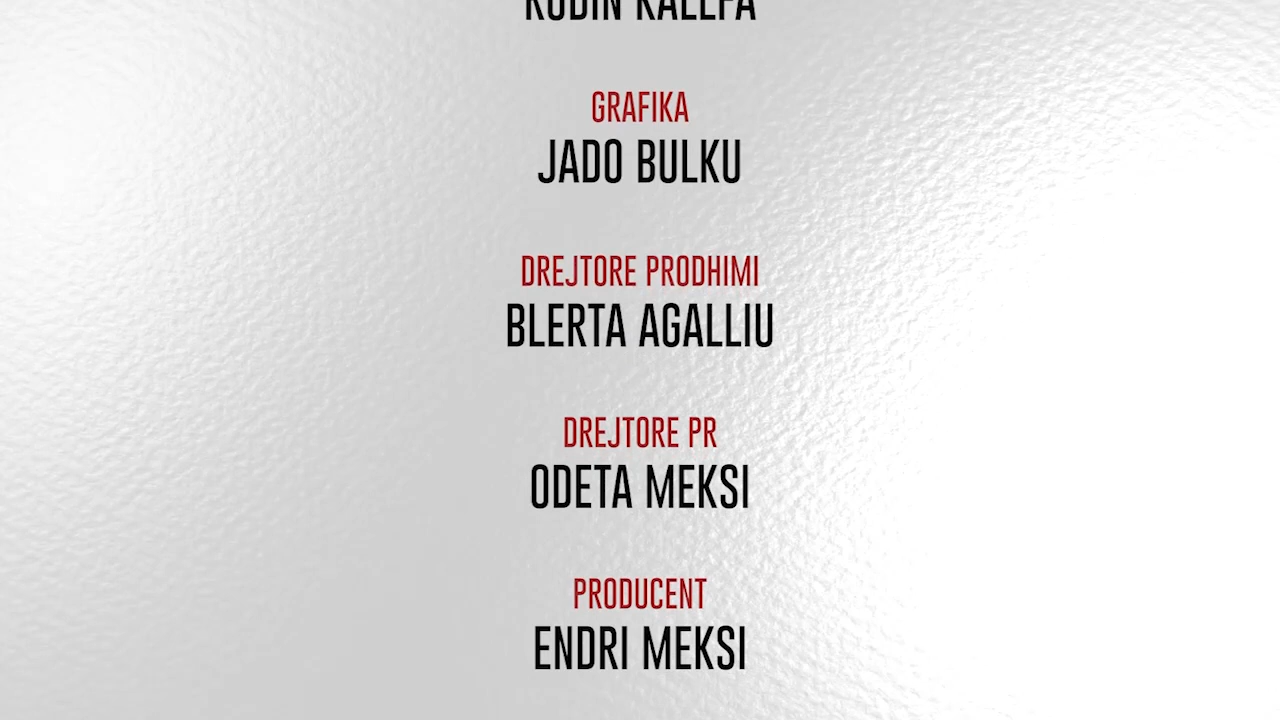 GRAFIKA
JADO BULKU
DREJTORE PRODHIMI
BLERTA AGALLIU
DREJTORE PR
ODETA MEKSI
PRODUCENT
ENDRI MEKSI